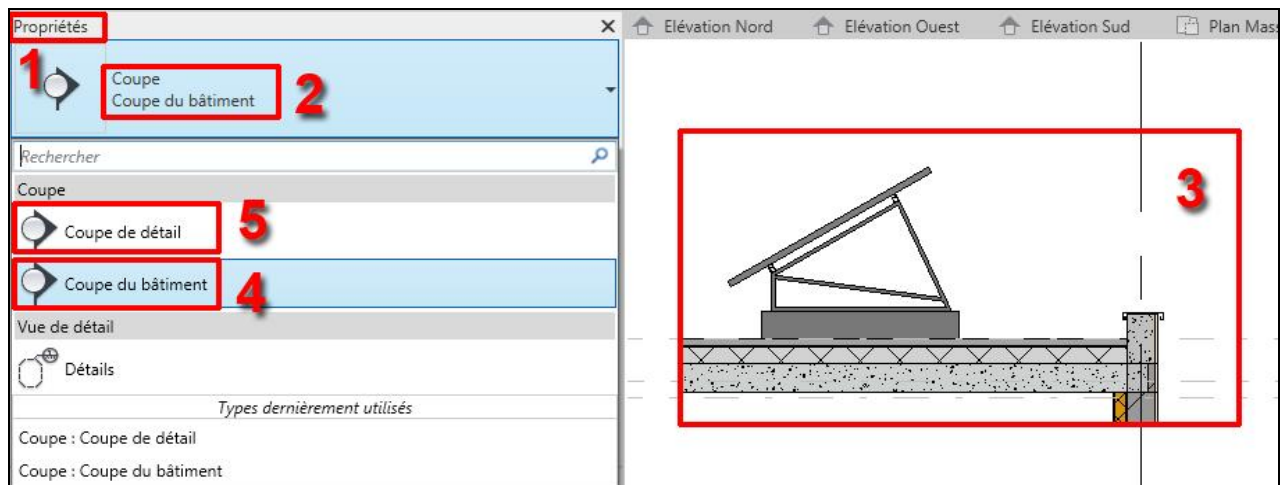 Propriétés
1
Coupe
Coupe du bâtiment
2
Rechercher
Coupe
Coupe de détail
5
Coupe du bâtiment
4
Vue de détail
Détails
Types dernièrement utilisés
Coupe : Coupe de détail
Coupe : Coupe du bâtiment
Elévation Nord
Elévation Ouest
Elévation Sud
Plan Mass
3